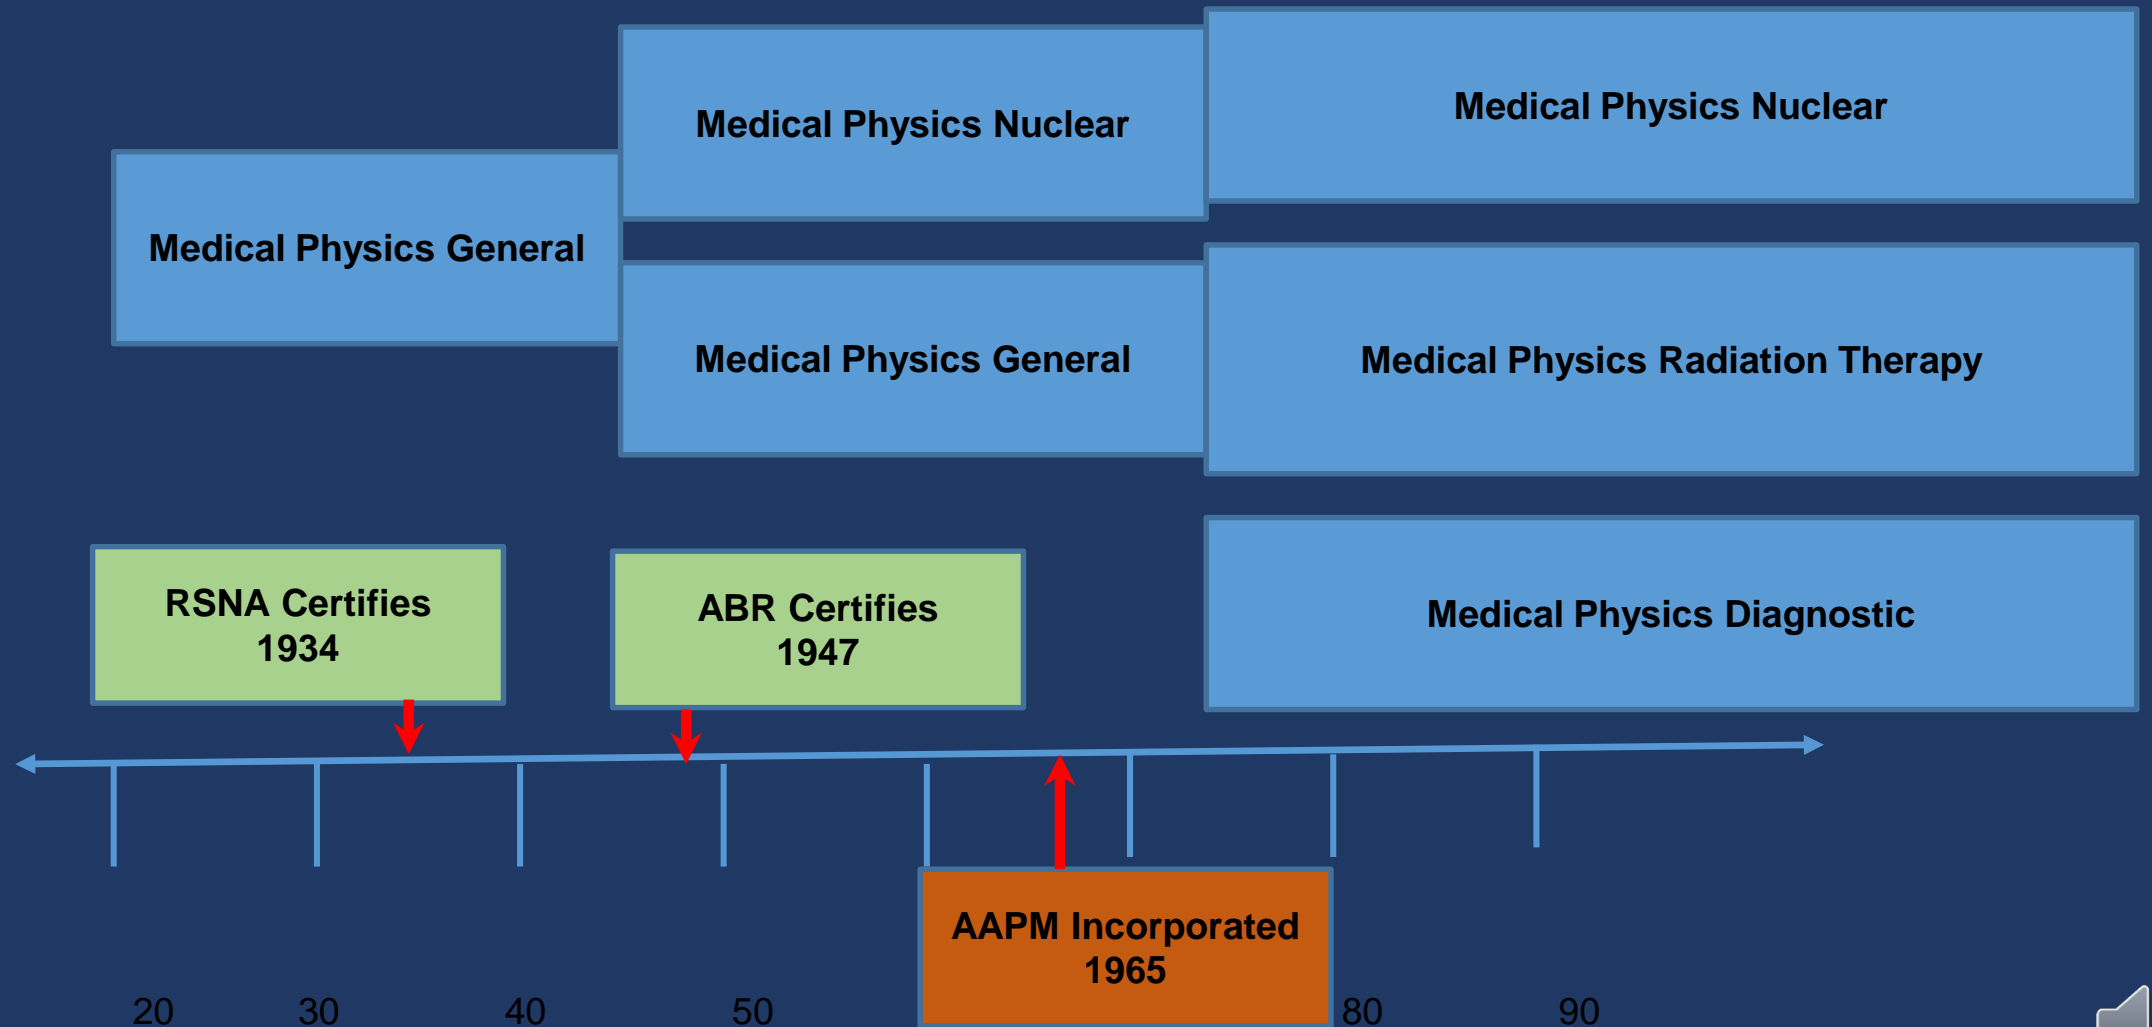 Medical Physics Nuclear
Medical Physics Nuclear
Medical Physics General
Medical Physics General
Medical Physics Radiation Therapy
RSNA Certifies
1934
ABR Certifies
1947
Medical Physics Diagnostic
AAPM Incorporated
1965
20 30 40 50 80 90